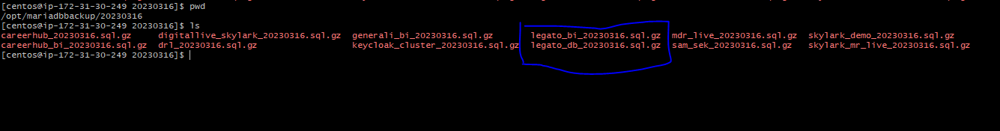 [centos@ip-172-31-30-249 20230316]$ pwd
/opt/mariadbbackup/20230316
[centos@ip-172-31-30-249 20230316]$ ls
careerhub_20230316.sql.gz digitallive_skylark_20230316.sql.gz generali_bi_20230316.sql.gz legato_bi_20230316.sql.gz mdr_live_20230316.sql.gz skylark_demo_20230316.sql.gz
careerhub_bi_20230316.sql.gz drl_20230316.sql.gz keycloak_cluster_20230316.sql.gz legato_db_20230316.sql.gz sam_sek_20230316.sql.gz skylark_mr_live_20230316.sql.gz
[centos@ip-172-31-30-249 20230316]$